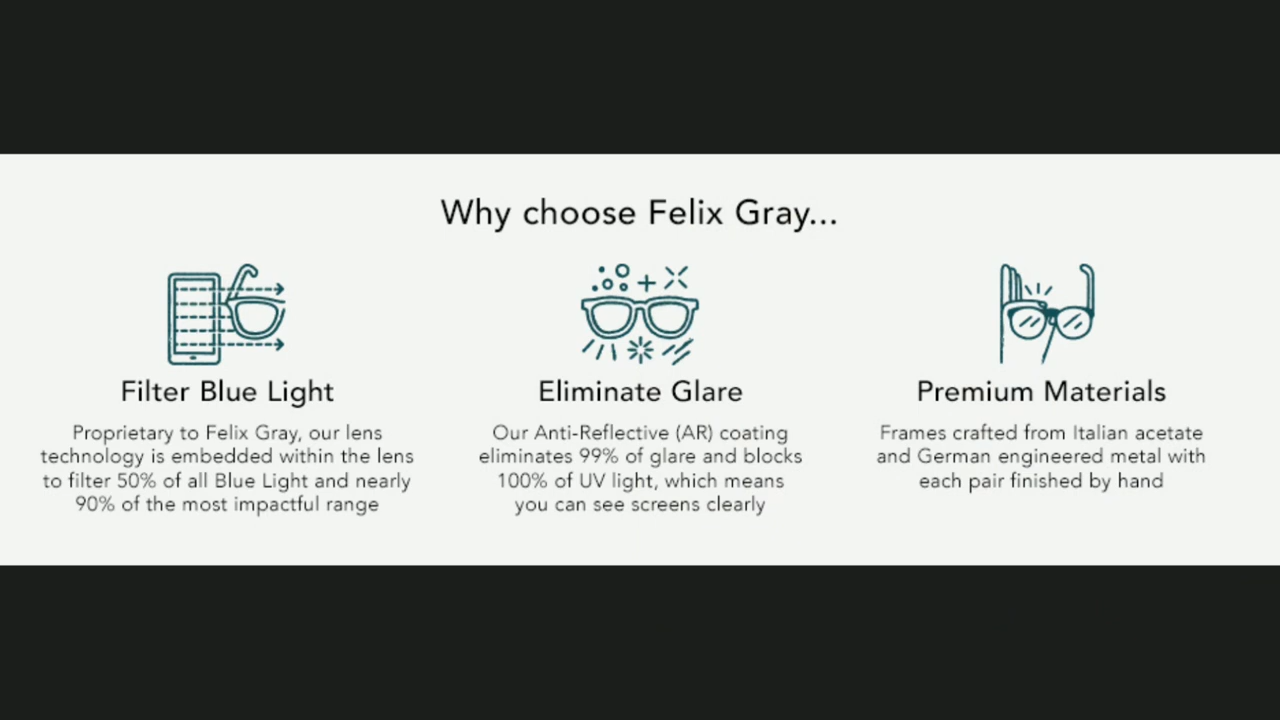 Why choose Felix Gray...
Filter Blue Light
Proprietary to Felix Gray, our lens
technology is embedded within the lens
to filter 50% of all Blue Light and nearly
90% of the most impactful range
Eliminate Glare
Our Anti-Reflective (AR) coating
eliminates 99% of glare and blocks
100% of UV light, which means
you can see screens clearly
Premium Materials
Frames crafted from Italian acetate
and German engineered metal with
each pair finished by hand